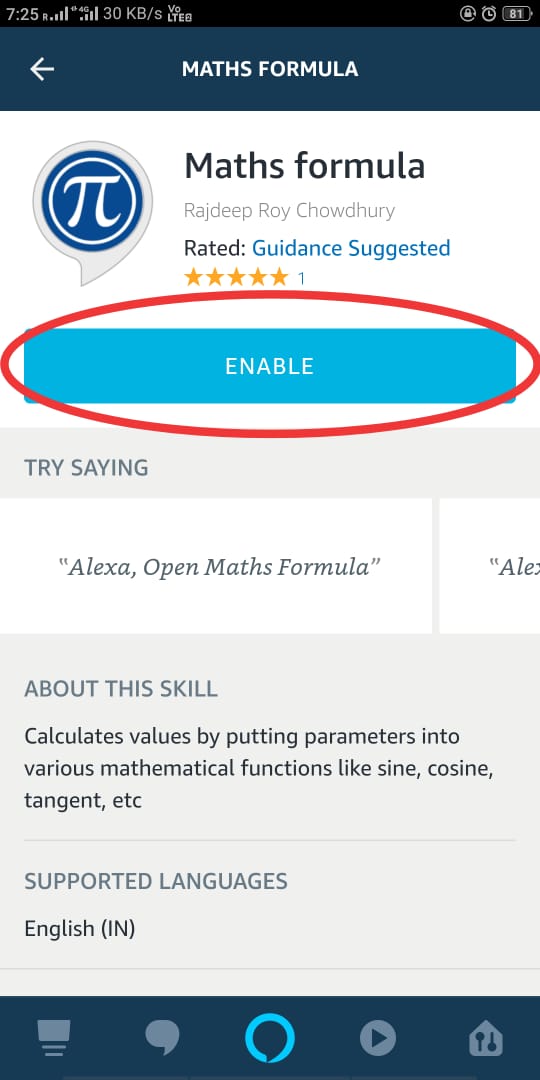 7:25 R 4G 30 KB/s Vo LTE2 81
MATHS FORMULA
π
Maths formula
Rajdeep Roy Chowdhury
Rated: Guidance Suggested
1
ENABLE
TRY SAYING
"Alexa, Open Maths Formula" "Alex
ABOUT THIS SKILL
Calculates values by putting parameters into
various mathematical functions like sine, cosine,
tangent, etc
SUPPORTED LANGUAGES
English (IN)